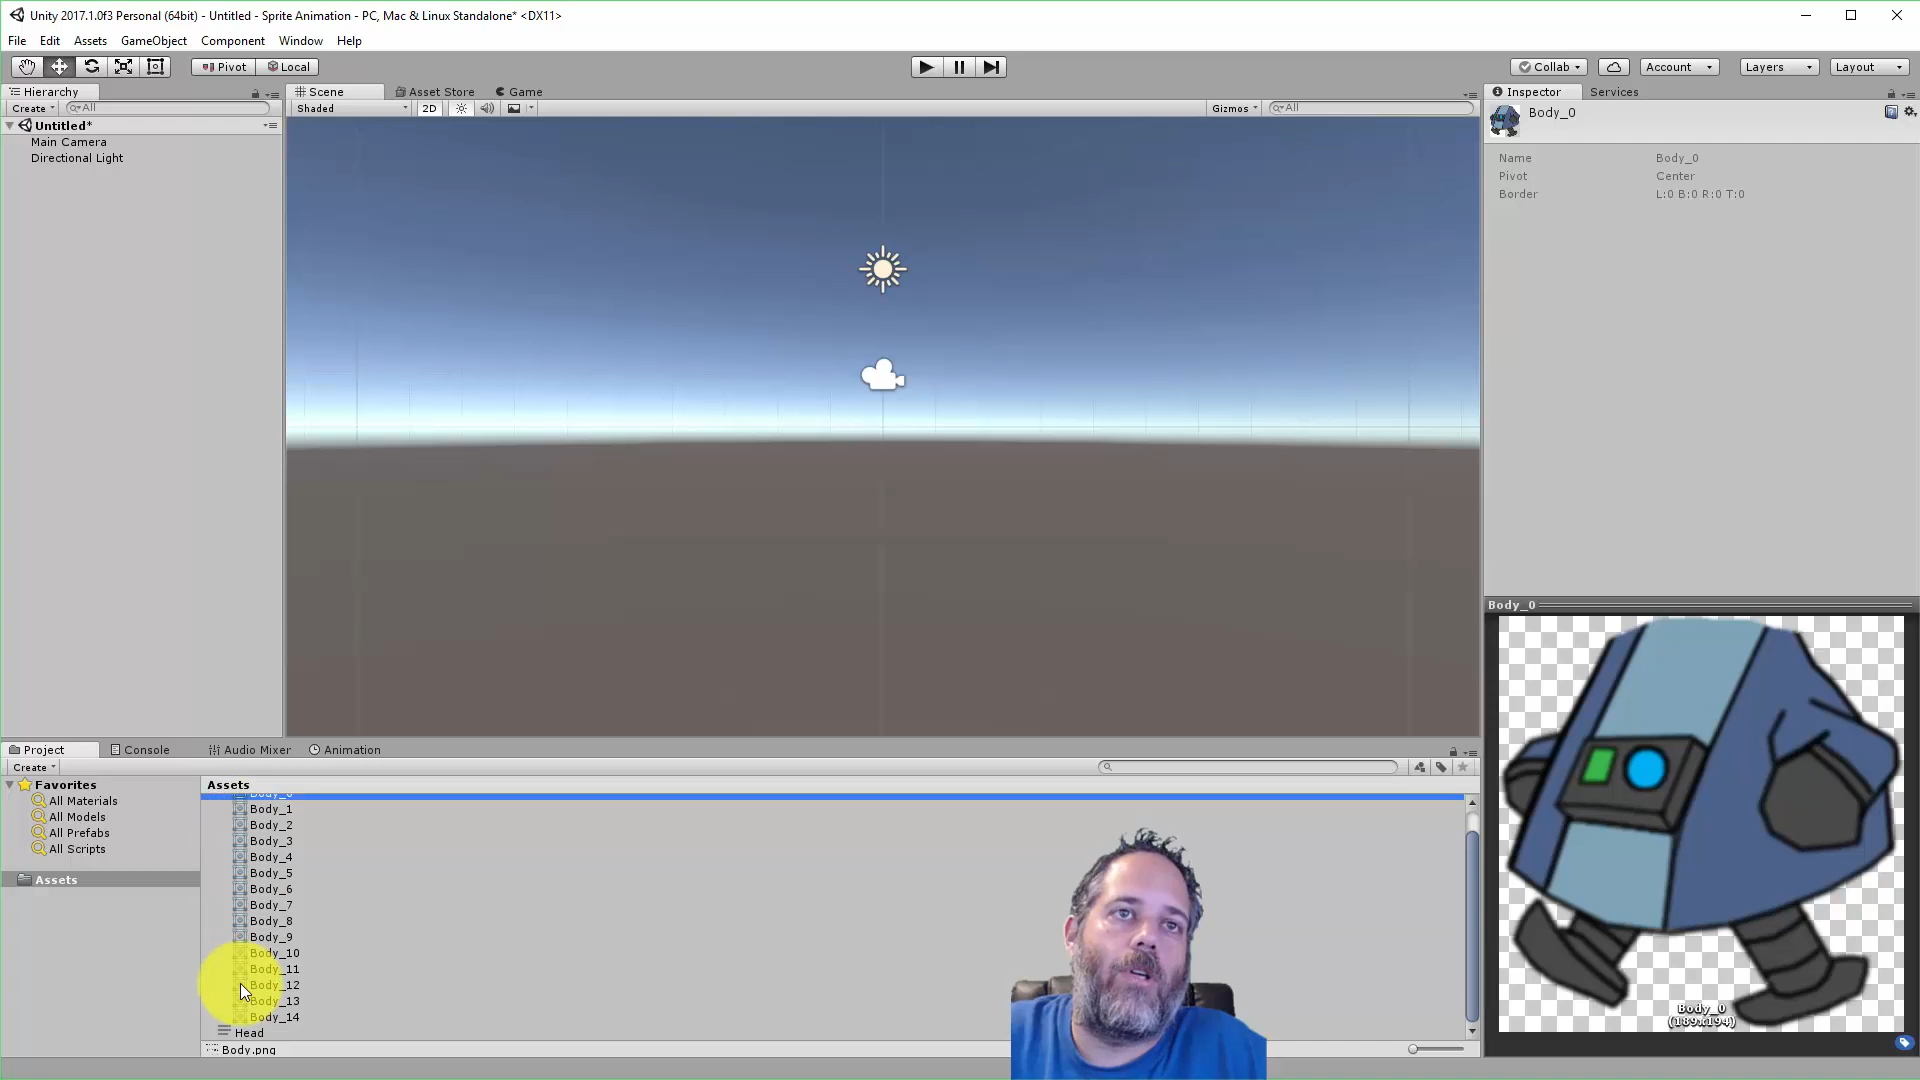 Unity 2017.1.0f3 Personal (64bit) - Untitled - Sprite Animation - PC, Mac & Linux Standalone* <DX11>
File Edit Assets GameObject Component Window Help
Pivot Local Collab Account Layers Layout
Hierarchy Scene Asset Store Game Inspector Services
Create All Shaded 2D Gizmos All
Body_0
Untitled*
Main Camera
Directional Light
Name Body_0
Pivot Center
Border L:0 B:0 R:0 T:0
Body_0
Body_0
(189x194)
Project Console Audio Mixer Animation
Create
Favorites
All Materials
All Models
All Prefabs
All Scripts
Assets
Assets
Body_0
Body_1
Body_2
Body_3
Body_4
Body_5
Body_6
Body_7
Body_8
Body_9
Body_10
Body_11
Body_12
Body_13
Body_14
Head
Body.png